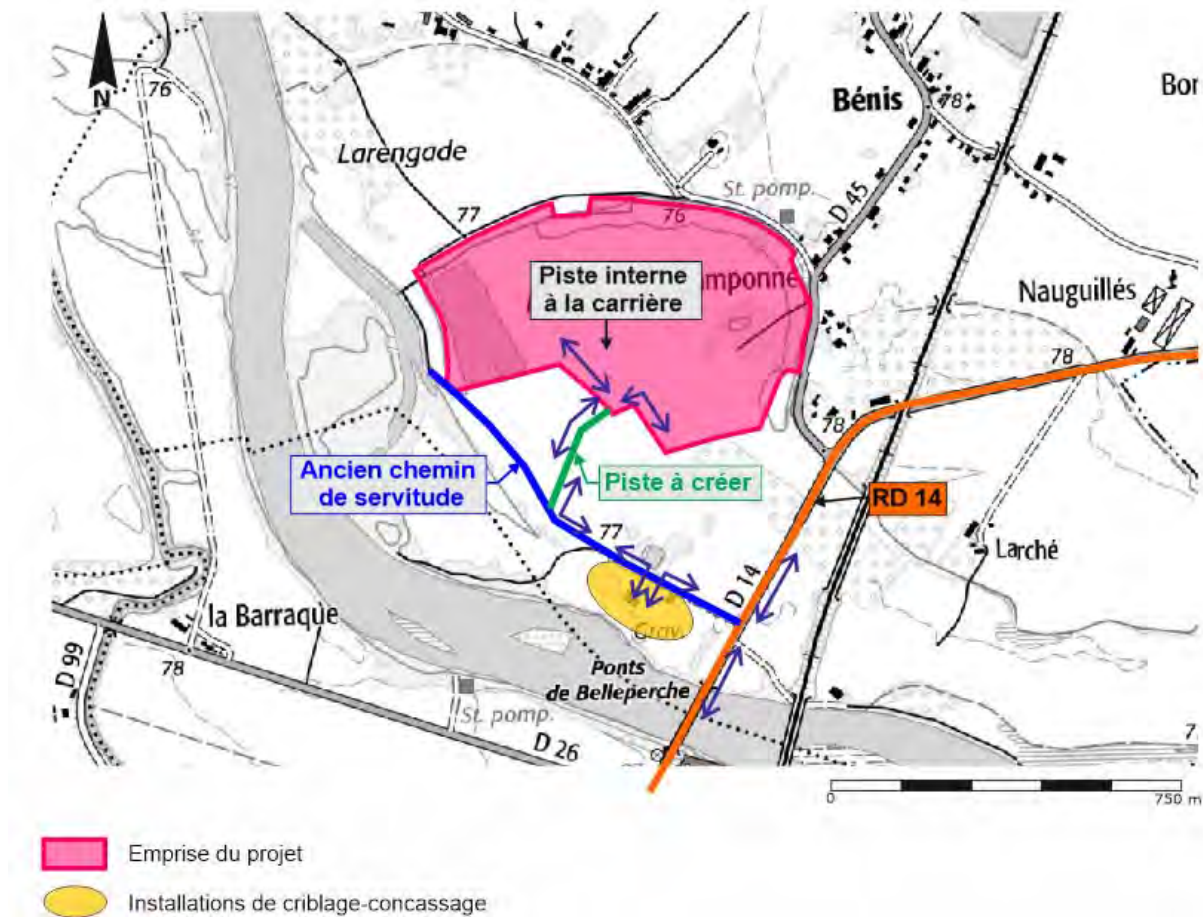 76
N
Larengade
77
Bénis
78
Bor
St. pomp.
D 45
76
Piste interne
à la carrière
amponne
Nauguillés
78
78
Ancien chemin
de servitude
Piste à créer
RD 14
77
Larché
D 14
la Barraque
Grav.
D 99
78
Ponts
de Belleperche
St. pomp.
D 26
7
0
750 m
Emprise du projet
Installations de criblage-concassage